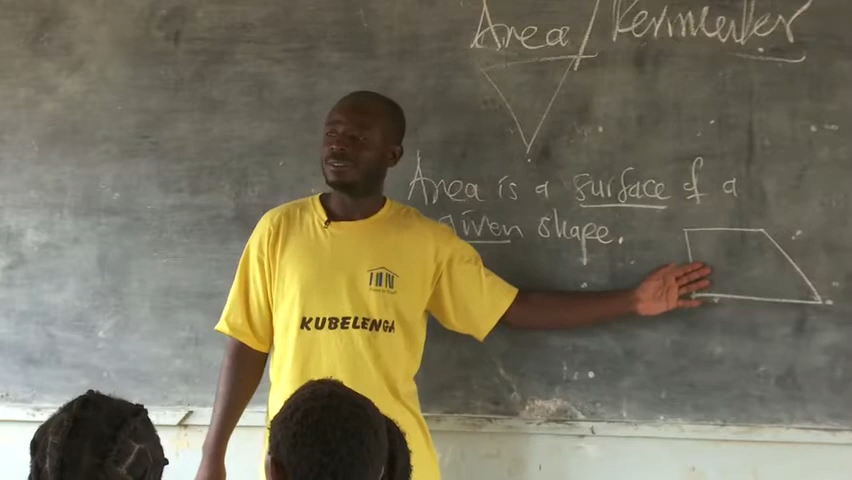 Area / Perimeter
Area is a surface of a
given shape.
KUBELENGA